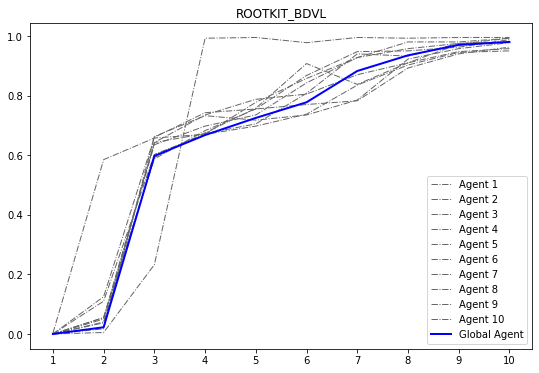 ROOTKIT_BDVL
1.0
0.8
0.6
0.4
0.2
0.0
Agent 1
Agent 2
Agent 3
Agent 4
Agent 5
Agent 6
Agent 7
Agent 8
Agent 9
Agent 10
Global Agent
1 2 3 4 5 6 7 8 9 10